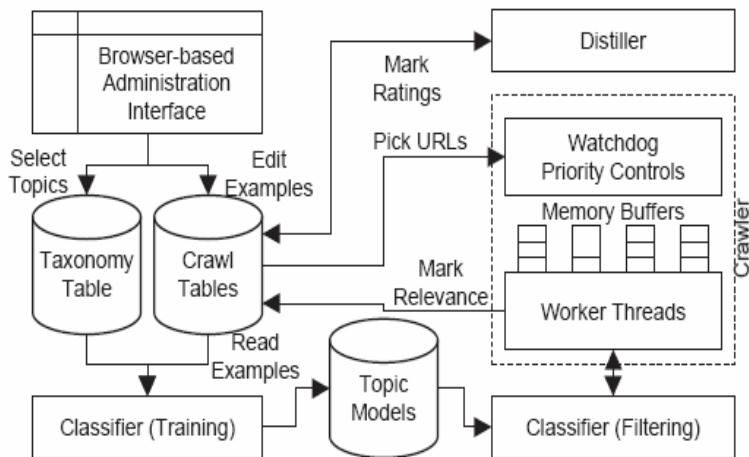 Browser-based
Administration
Interface
Distiller
Mark
Ratings
Select
Topics
Edit
Examples
Pick URLs
Watchdog
Priority Controls
Memory Buffers
Crawler
Taxonomy
Table
Crawl
Tables
Mark
Relevance
Worker Threads
Read
Examples
Topic
Models
Classifier (Training)
Classifier (Filtering)